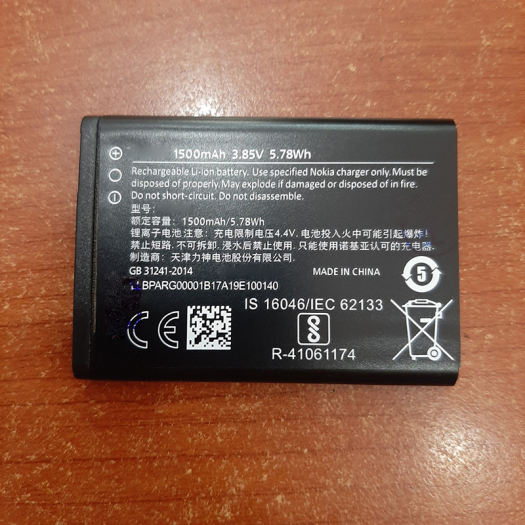 1500mAh 3.85V 5.78Wh
Rechargeable Li-ion battery. Use specified Nokia charger only. Must be
disposed of properly. May explode if damaged or disposed of in fire.
Do not short-circuit. Do not disassemble.
型号:
额定容量: 1500mAh/5.78Wh
锂离子电池 注意: 充电限制电压4.4V. 电池投入火中可能引起爆炸!
禁止短路. 不可拆卸. 浸水后禁止使用. 只能使用诺基亚认可的充电器.
制造商: 天津力神电池股份有限公司.
GB 31241-2014 MADE IN CHINA
5
BPARG00001B17A19E100140
IS 16046/IEC 62133
CE
R-41061174